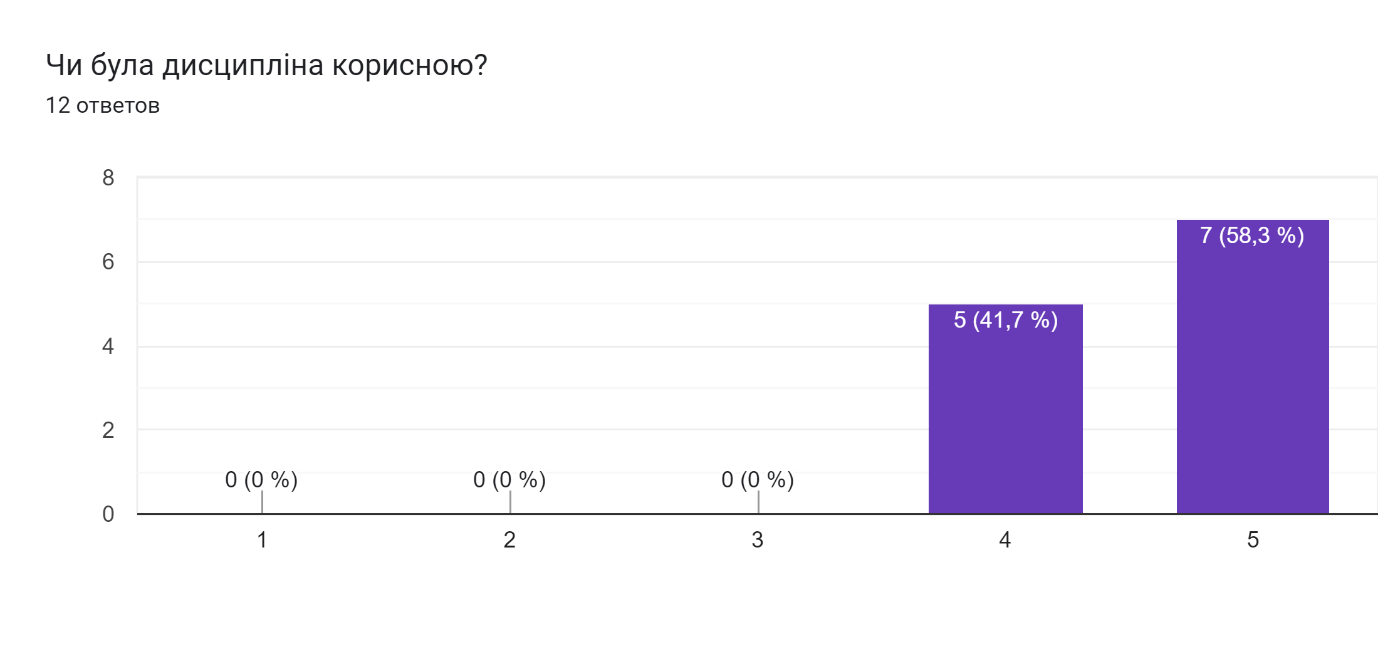 Чи була дисципліна корисною?
12 ответов
8
6
4
2
0
0 (0 %)
0 (0 %)
0 (0 %)
5 (41,7 %)
7 (58,3 %)
1
2
3
4
5